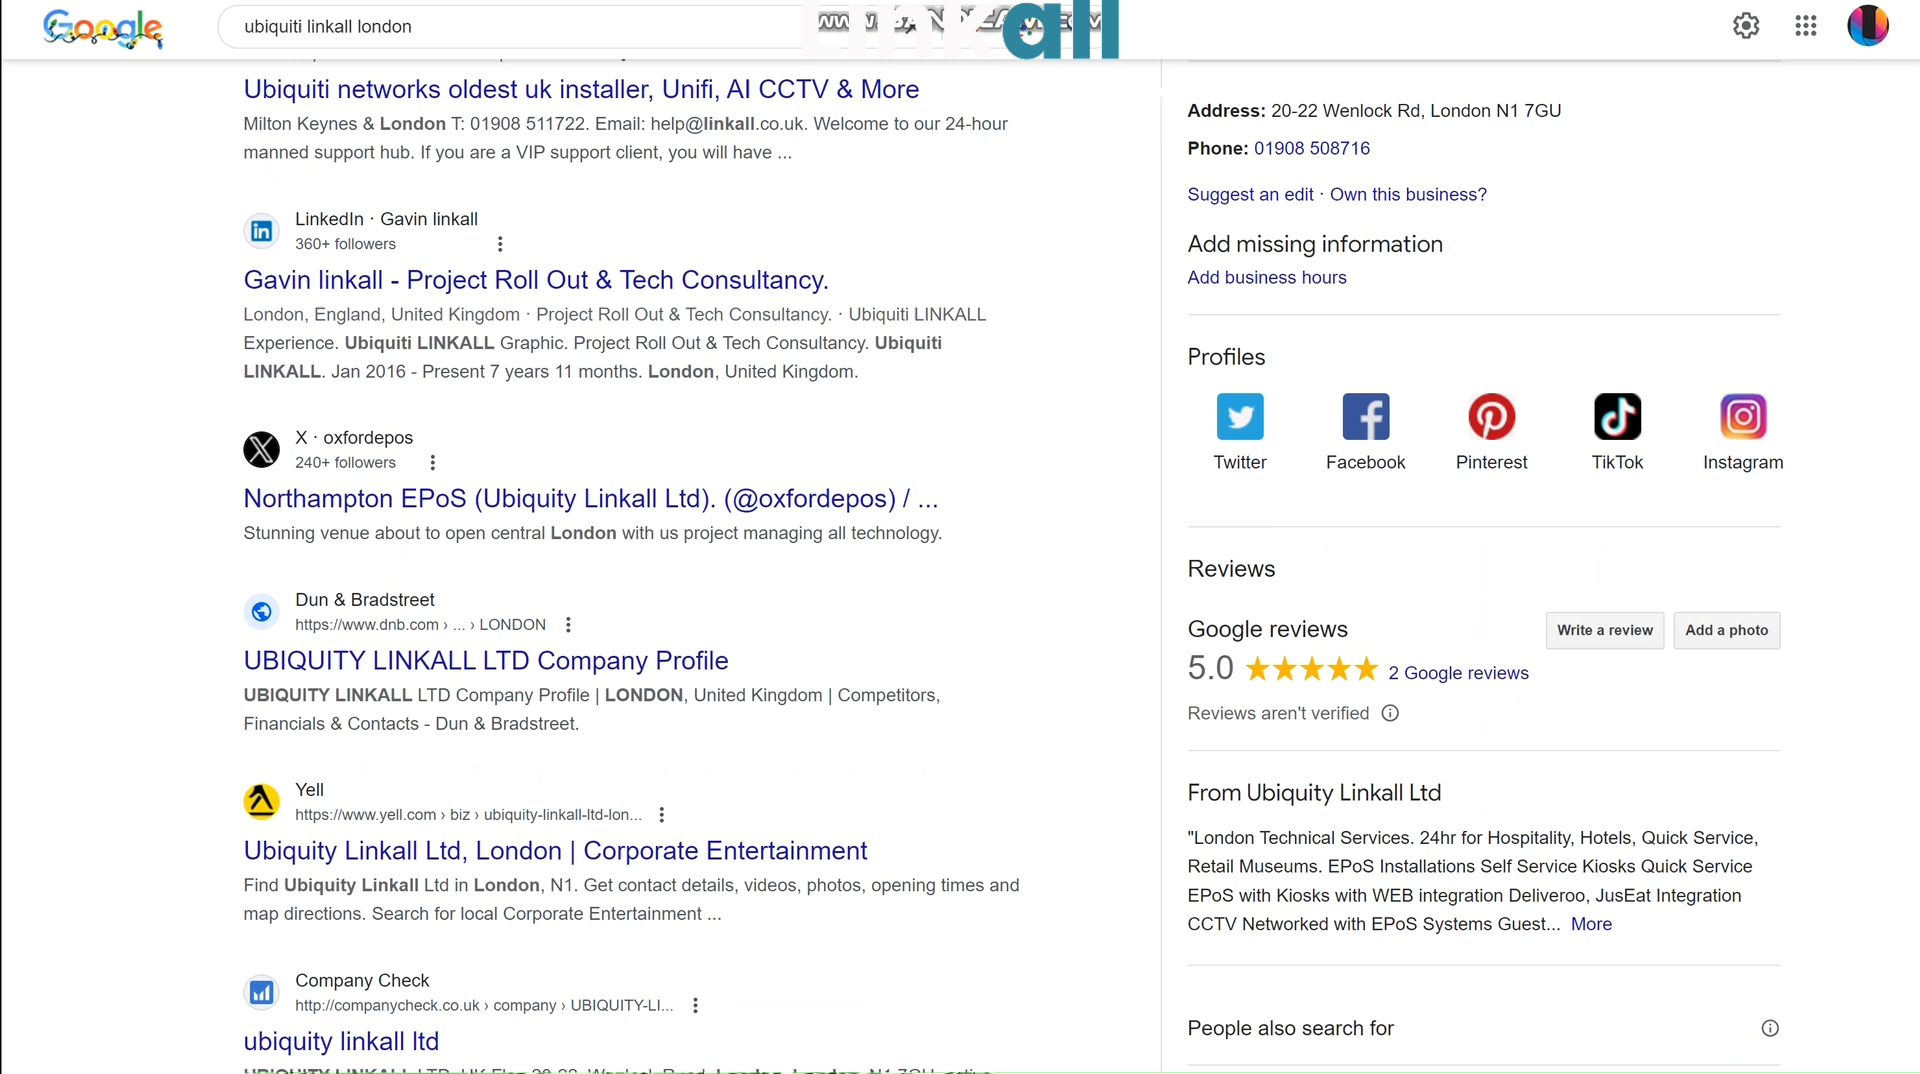 Google
ubiquiti linkall london
all
Ubiquiti networks oldest uk installer, Unifi, AI CCTV & More
Milton Keynes & London T: 01908 511722. Email: help@linkall.co.uk. Welcome to our 24-hour
manned support hub. If you are a VIP support client, you will have ...
LinkedIn · Gavin linkall
360+ followers
Gavin linkall - Project Roll Out & Tech Consultancy.
London, England, United Kingdom · Project Roll Out & Tech Consultancy. · Ubiquiti LINKALL
Experience. Ubiquiti LINKALL Graphic. Project Roll Out & Tech Consultancy. Ubiquiti
LINKALL. Jan 2016 - Present 7 years 11 months. London, United Kingdom.
X · oxfordepos
240+ followers
Northampton EPoS (Ubiquity Linkall Ltd). (@oxfordepos) / ...
Stunning venue about to open central London with us project managing all technology.
Dun & Bradstreet
https://www.dnb.com › ... › LONDON
UBIQUITY LINKALL LTD Company Profile
UBIQUITY LINKALL LTD Company Profile | LONDON, United Kingdom | Competitors,
Financials & Contacts - Dun & Bradstreet.
Yell
https://www.yell.com › biz › ubiquity-linkall-ltd-lon...
Ubiquity Linkall Ltd, London | Corporate Entertainment
Find Ubiquity Linkall Ltd in London, N1. Get contact details, videos, photos, opening times and
map directions. Search for local Corporate Entertainment ...
Company Check
http://companycheck.co.uk › company › UBIQUITY-LI...
ubiquity linkall ltd
Address: 20-22 Wenlock Rd, London N1 7GU
Phone: 01908 508716
Suggest an edit · Own this business?
Add missing information
Add business hours
Profiles
Twitter Facebook Pinterest TikTok Instagram
Reviews
Google reviews
Write a review Add a photo
5.0 2 Google reviews
Reviews aren't verified
From Ubiquity Linkall Ltd
"London Technical Services. 24hr for Hospitality, Hotels, Quick Service,
Retail Museums. EPoS Installations Self Service Kiosks Quick Service
EPoS with Kiosks with WEB integration Deliveroo, JusEat Integration
CCTV Networked with EPoS Systems Guest... More
People also search for